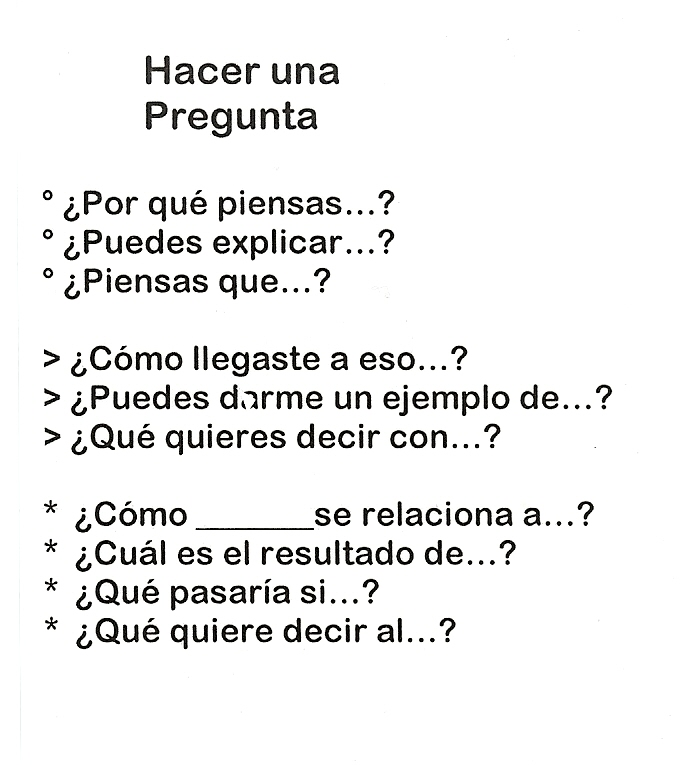 Hacer una
Pregunta
° ¿Por qué piensas...?
° ¿Puedes explicar...?
° ¿Piensas que...?
> ¿Cómo llegaste a eso...?
> ¿Puedes darme un ejemplo de...?
> ¿Qué quieres decir con...?
* ¿Cómo _______se relaciona a...?
* ¿Cuál es el resultado de...?
* ¿Qué pasaría si...?
* ¿Qué quiere decir al...?